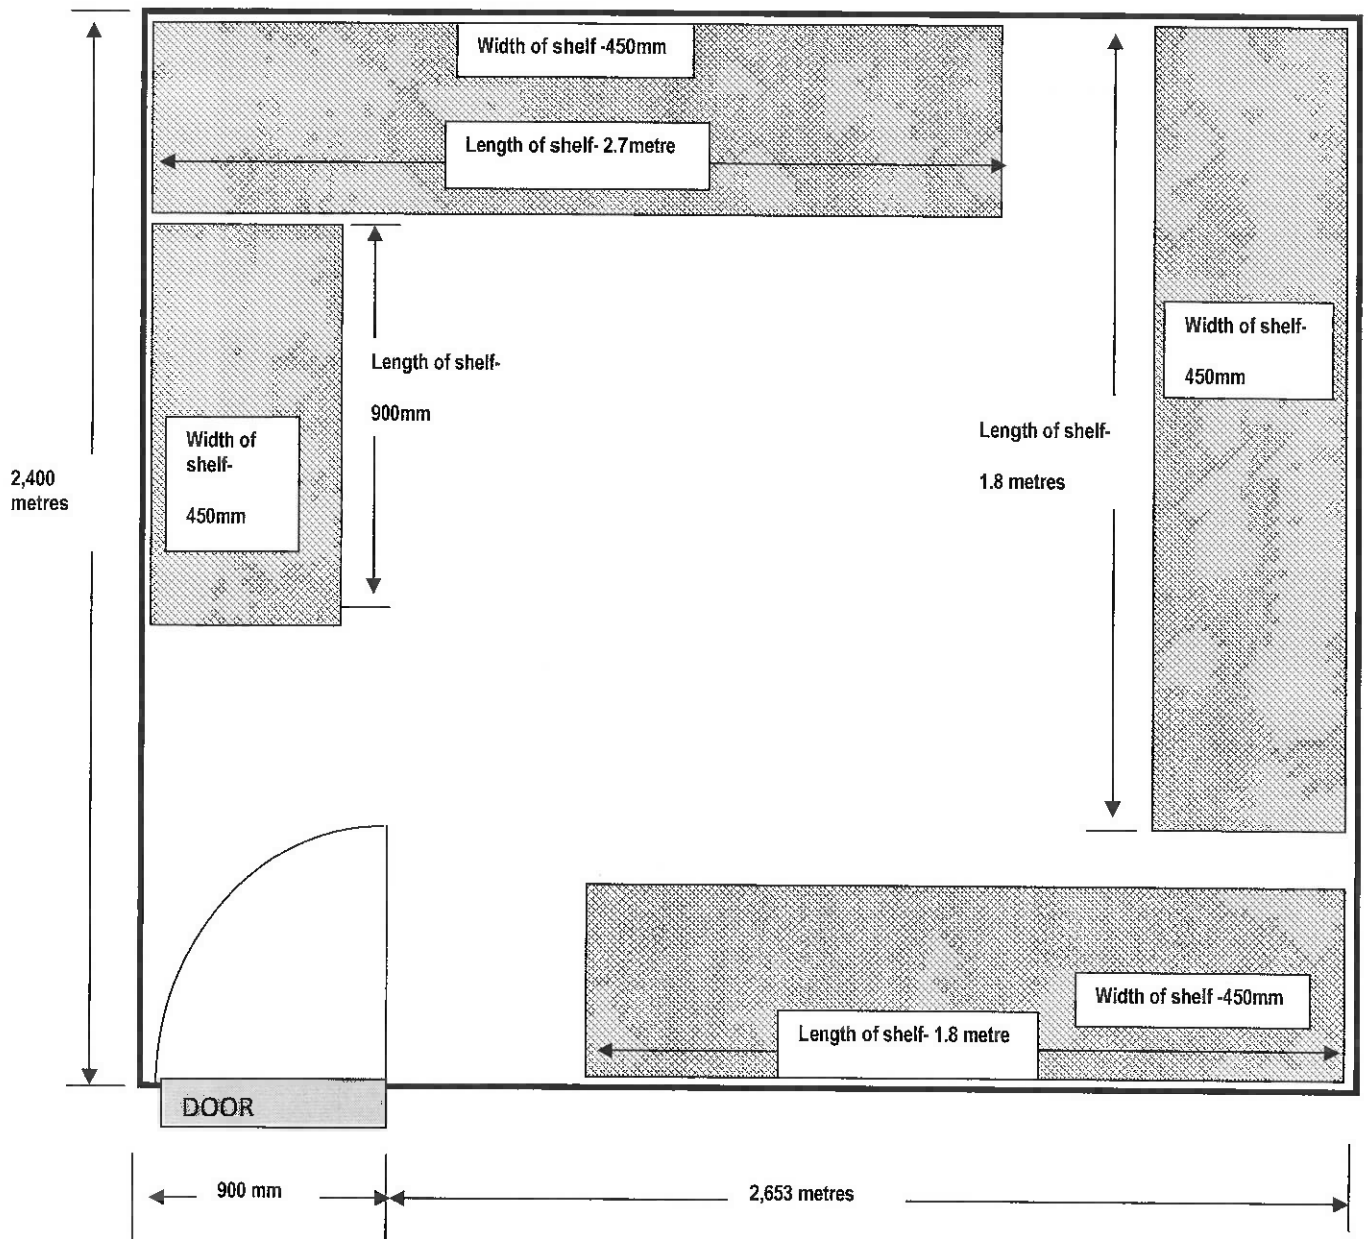 Width of shelf -450mm
Length of shelf- 2.7metre
Width of shelf-
450mm
Length of shelf-
900mm
Width of
shelf-
450mm
Length of shelf-
1.8 metres
2,400
metres
Width of shelf -450mm
Length of shelf- 1.8 metre
DOOR
900 mm
2,653 metres